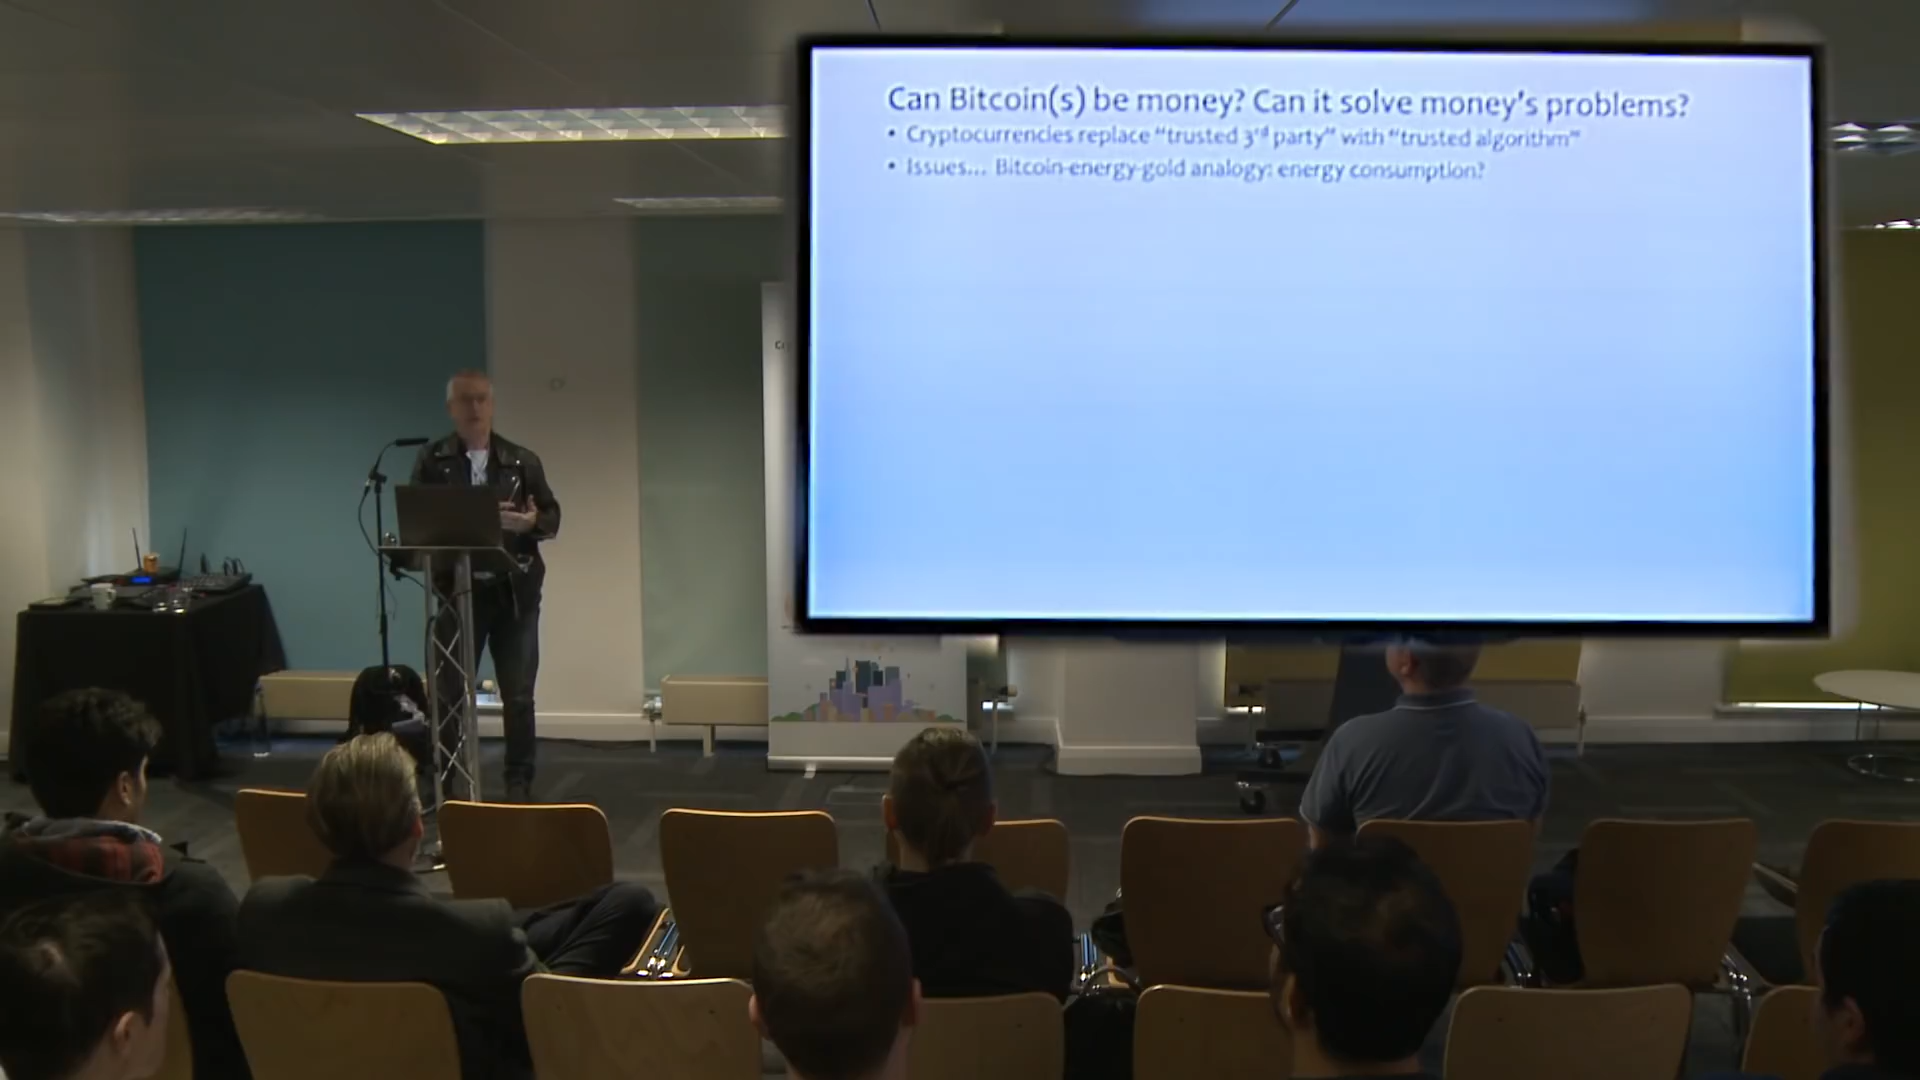 Can Bitcoin(s) be money? Can it solve money's problems?
• Cryptocurrencies replace "trusted 3rd party" with "trusted algorithm"
• Issues... Bitcoin-energy-gold analogy: energy consumption?